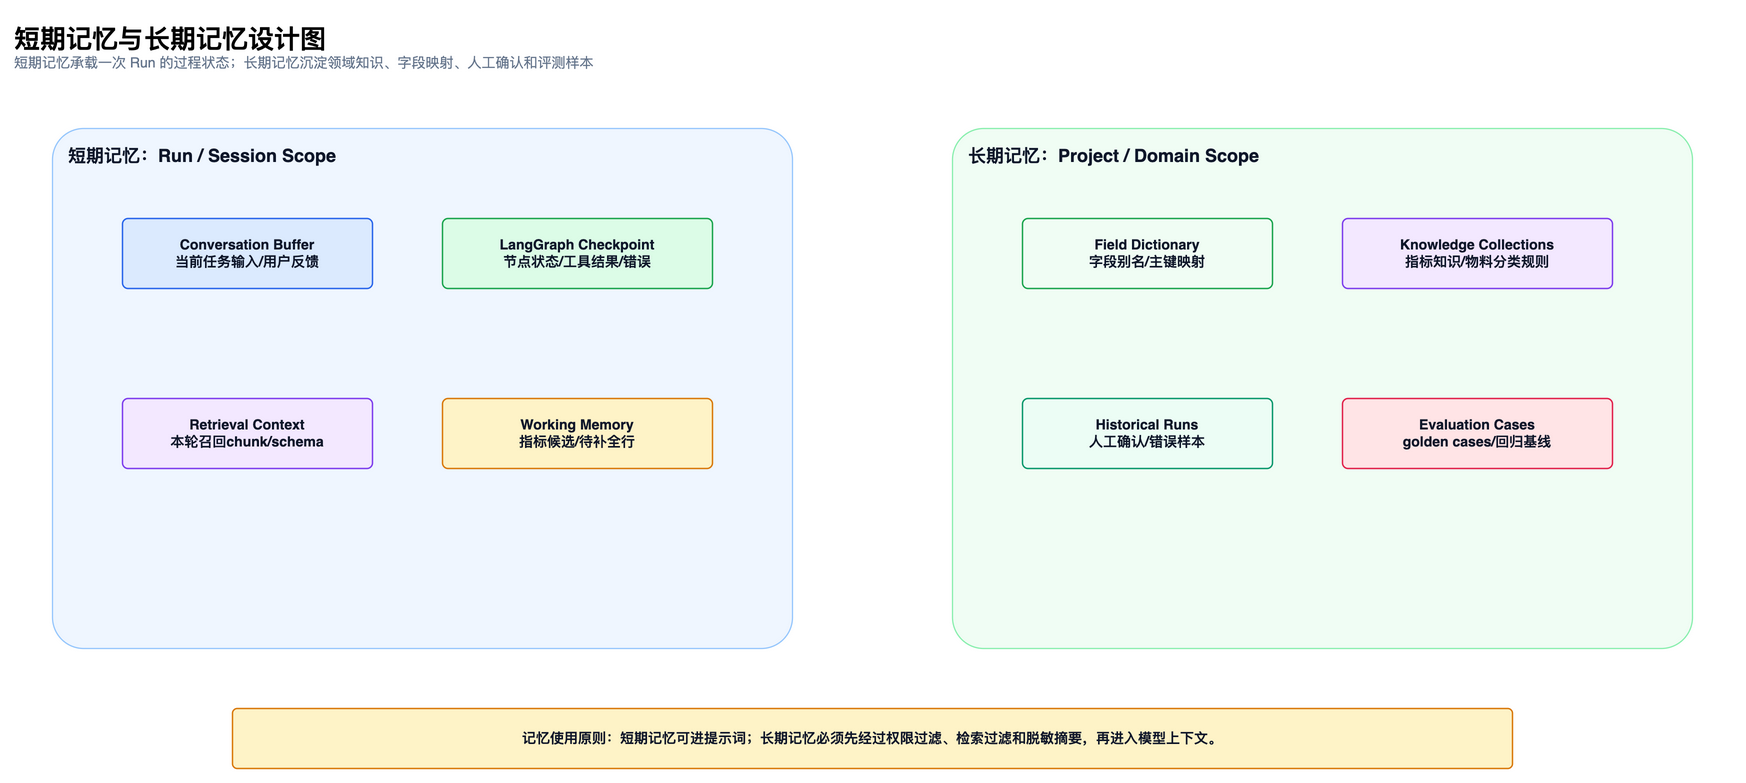 短期记忆与长期记忆设计图
短期记忆承载一次 Run 的过程状态；长期记忆沉淀领域知识、字段映射、人工确认和评测样本
短期记忆：Run / Session Scope
Conversation Buffer
当前任务输入/用户反馈
LangGraph Checkpoint
节点状态/工具结果/错误
Retrieval Context
本轮召回chunk/schema
Working Memory
指标候选/待补全行
长期记忆：Project / Domain Scope
Field Dictionary
字段别名/主键映射
Knowledge Collections
指标知识/物料分类规则
Historical Runs
人工确认/错误样本
Evaluation Cases
golden cases/回归基线
记忆使用原则：短期记忆可进提示词；长期记忆必须先经过权限过滤、检索过滤和脱敏摘要，再进入模型上下文。